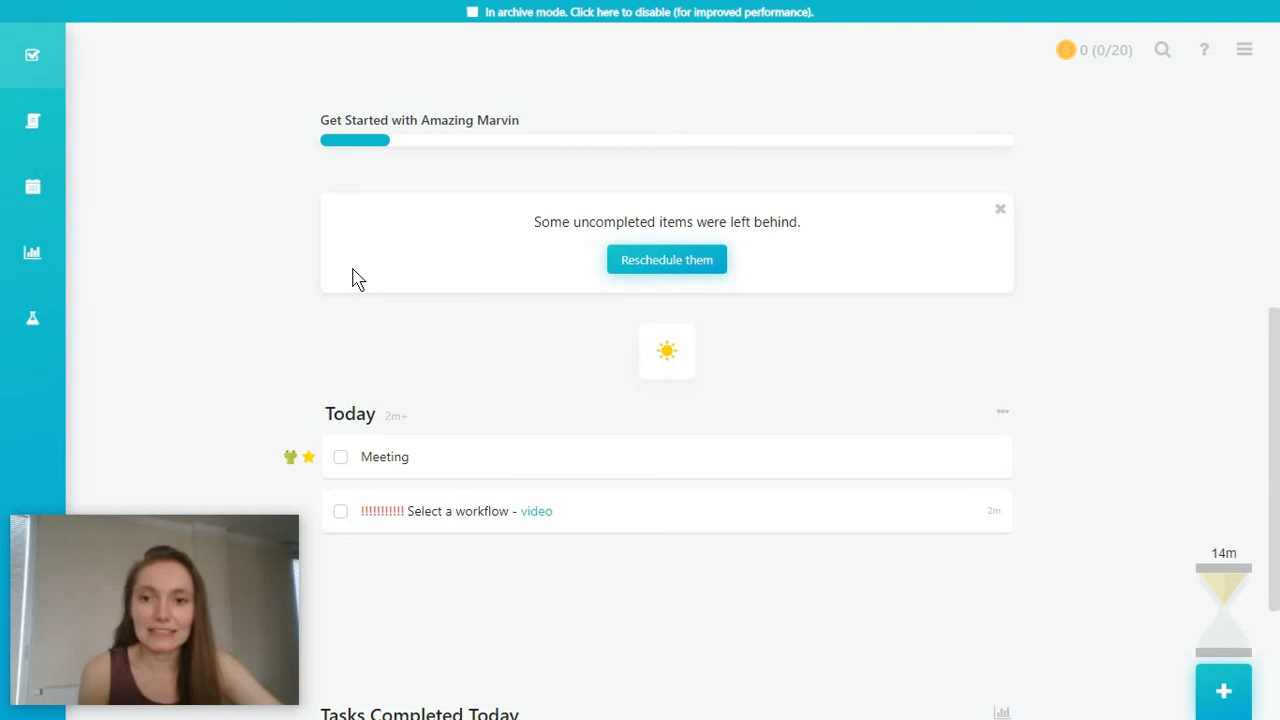 In archive mode. Click here to disable (for improved performance).
0 (0/20)
?
Get Started with Amazing Marvin
Some uncompleted items were left behind.
Reschedule them
Today 2m+
Meeting
!!!!!!!!!!! Select a workflow - video 2m
14m
Tasks Completed Today